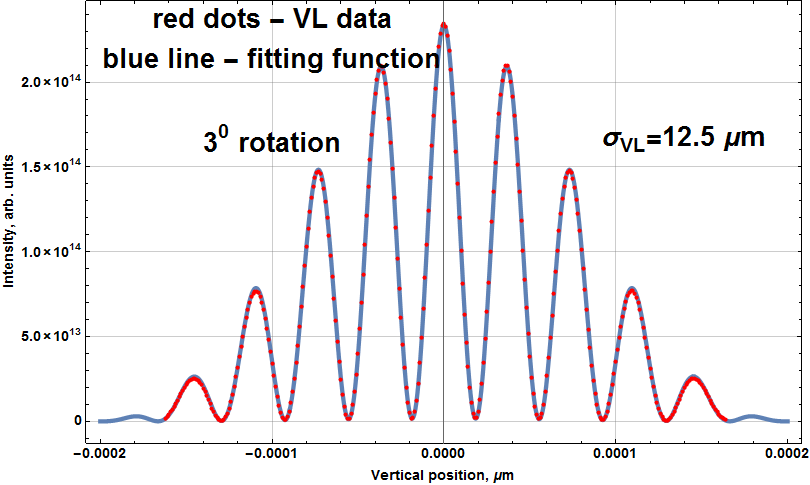 red dots – VL data
blue line – fitting function
3⁰ rotation
σVL=12.5 μm
Intensity, arb. units
2.0×10¹⁴
1.5×10¹⁴
1.0×10¹⁴
5.0×10¹³
0
−0.0002
−0.0001
0.0000
0.0001
0.0002
Vertical position, μm